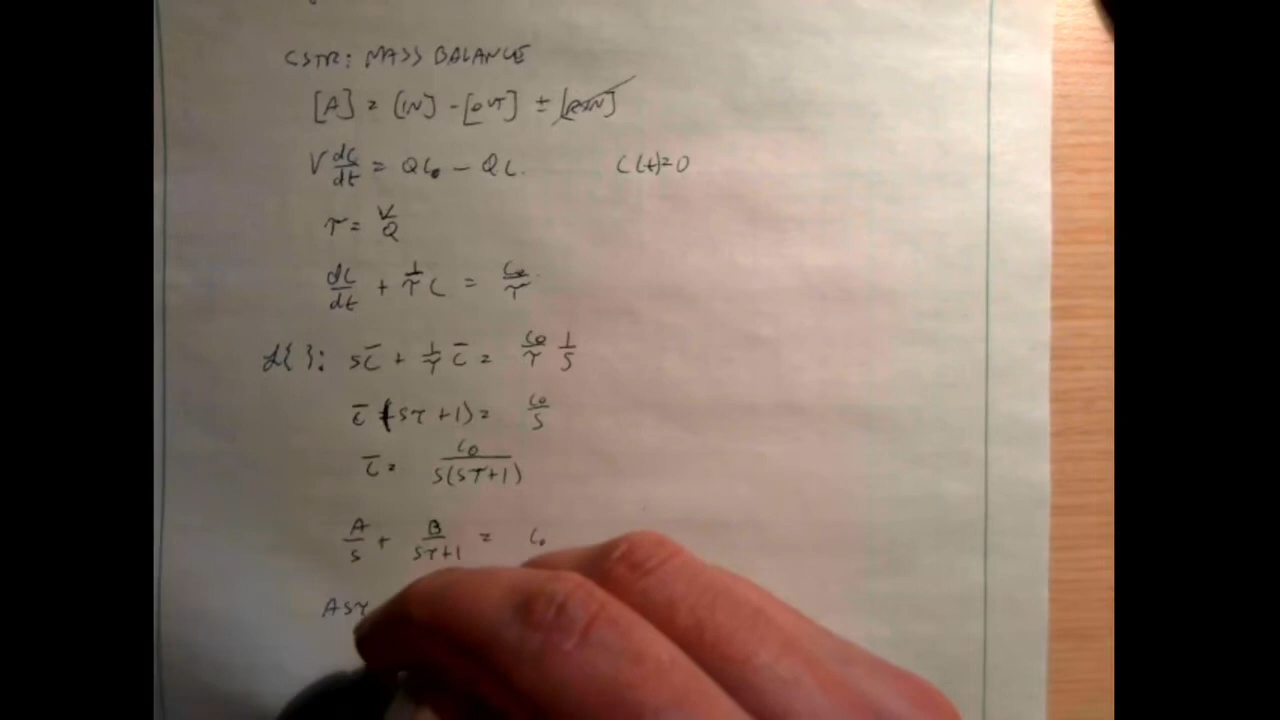 CSTR: MASS BALANCE
[A] = [IN] - [OUT] ± [RXN]
V dC/dt = QC₀ - QC. C(t)=0
τ = V/Q
dC/dt + 1/τ C = C₀/τ
ℒ{ }: sC̄ + 1/τ C̄ = C₀/τ 1/S
C̄ (sτ+1) = C₀/S
C̄ = C₀/S(Sτ+1)
A/S + B/Sτ+1 = C₀
ASτ